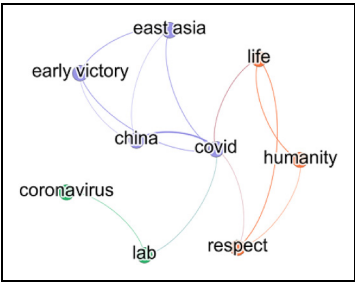 east asia
life
early victory
china
covid
humanity
coronavirus
respect
lab